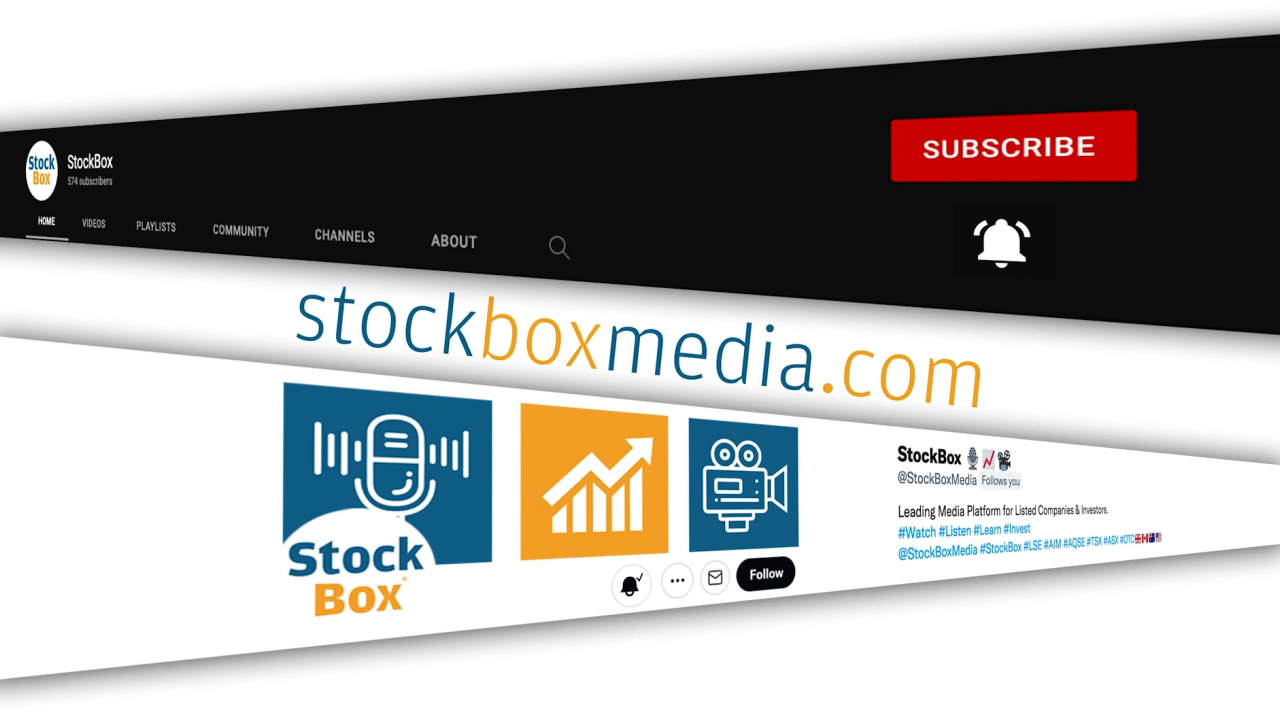 Stock
Box
StockBox
574 subscribers
SUBSCRIBE
HOME VIDEOS PLAYLISTS COMMUNITY CHANNELS ABOUT
stockboxmedia.com
Stock
Box
Follow
StockBox
@StockBoxMedia Follows you
Leading Media Platform for Listed Companies & Investors.
#Watch #Listen #Learn #Invest
@StockBoxMedia #StockBox #LSE #AIM #AQSE #TSX #ASX #OTC